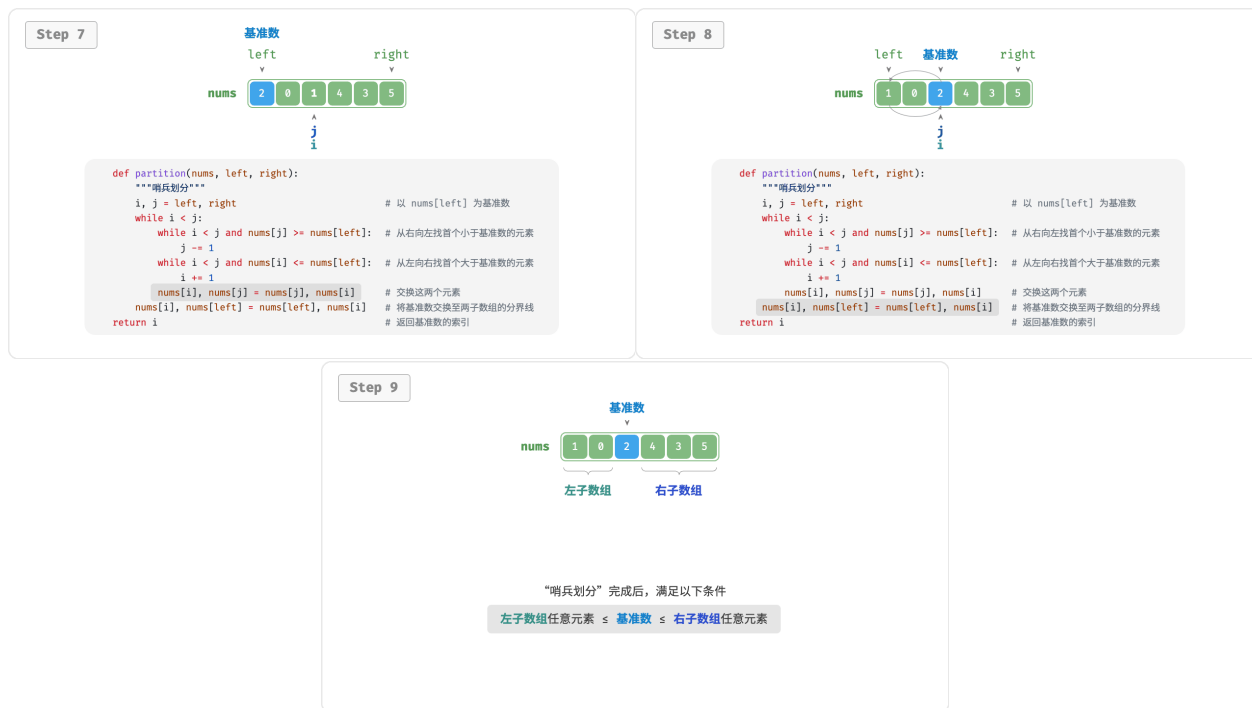 Step 7
基准数
left right
nums 2 0 1 4 3 5
j
i
def partition(nums, left, right):
"""哨兵划分"""
i, j = left, right # 以 nums[left] 为基准数
while i < j:
while i < j and nums[j] >= nums[left]: # 从右向左找首个小于基准数的元素
j -= 1
while i < j and nums[i] <= nums[left]: # 从左向右找首个大于基准数的元素
i += 1
nums[i], nums[j] = nums[j], nums[i] # 交换这两个元素
nums[i], nums[left] = nums[left], nums[i] # 将基准数交换至两子数组的分界线
return i # 返回基准数的索引
Step 8
left 基准数 right
nums 1 0 2 4 3 5
j
i
def partition(nums, left, right):
"""哨兵划分"""
i, j = left, right # 以 nums[left] 为基准数
while i < j:
while i < j and nums[j] >= nums[left]: # 从右向左找首个小于基准数的元素
j -= 1
while i < j and nums[i] <= nums[left]: # 从左向右找首个大于基准数的元素
i += 1
nums[i], nums[j] = nums[j], nums[i] # 交换这两个元素
nums[i], nums[left] = nums[left], nums[i] # 将基准数交换至两子数组的分界线
return i # 返回基准数的索引
Step 9
基准数
nums 1 0 2 4 3 5
左子数组 右子数组
“哨兵划分”完成后，满足以下条件
左子数组任意元素 ≤ 基准数 ≤ 右子数组任意元素